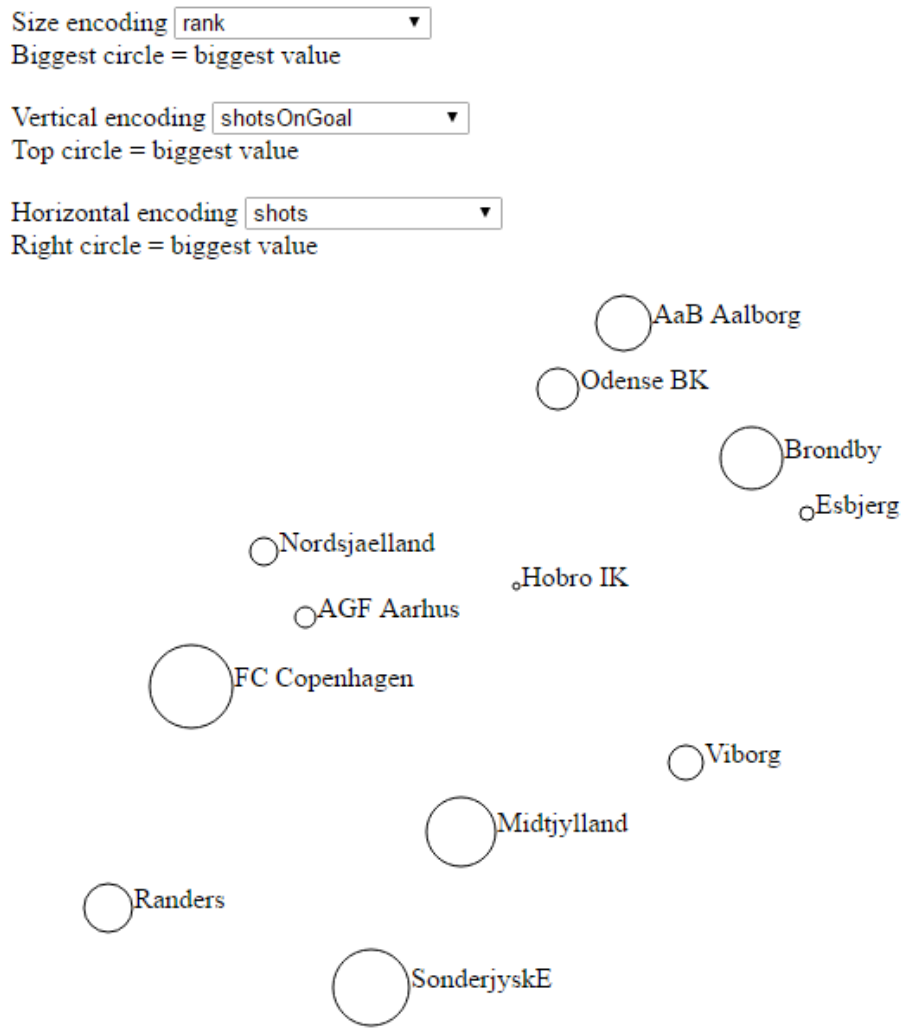 Size encoding rank
Biggest circle = biggest value
Vertical encoding shotsOnGoal
Top circle = biggest value
Horizontal encoding shots
Right circle = biggest value
AaB Aalborg
Odense BK
Brondby
Esbjerg
Nordsjaelland
Hobro IK
AGF Aarhus
FC Copenhagen
Viborg
Midtjylland
Randers
SonderjyskE